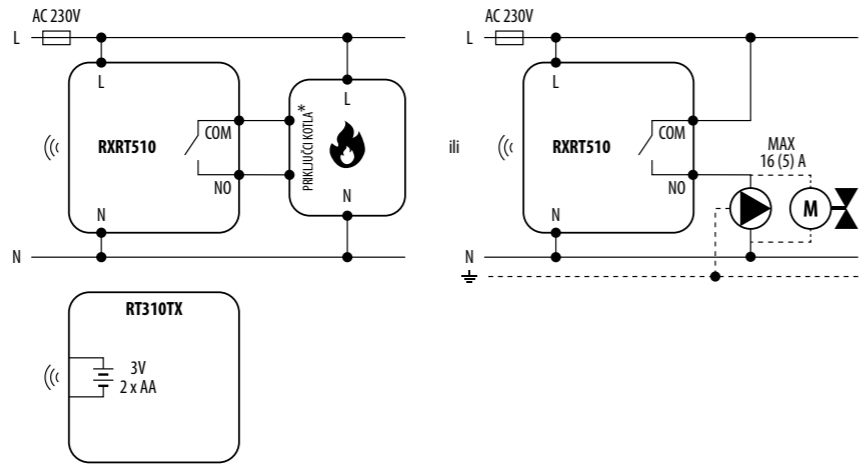 AC 230V
L
L
RXRT510
COM
NO
N
PRIKLJUČCI KOTLA*
L
N
N
ili
AC 230V
L
L
RXRT510
COM
NO
N
MAX
16 (5) A
M
N
RT310TX
3V
2 x AA